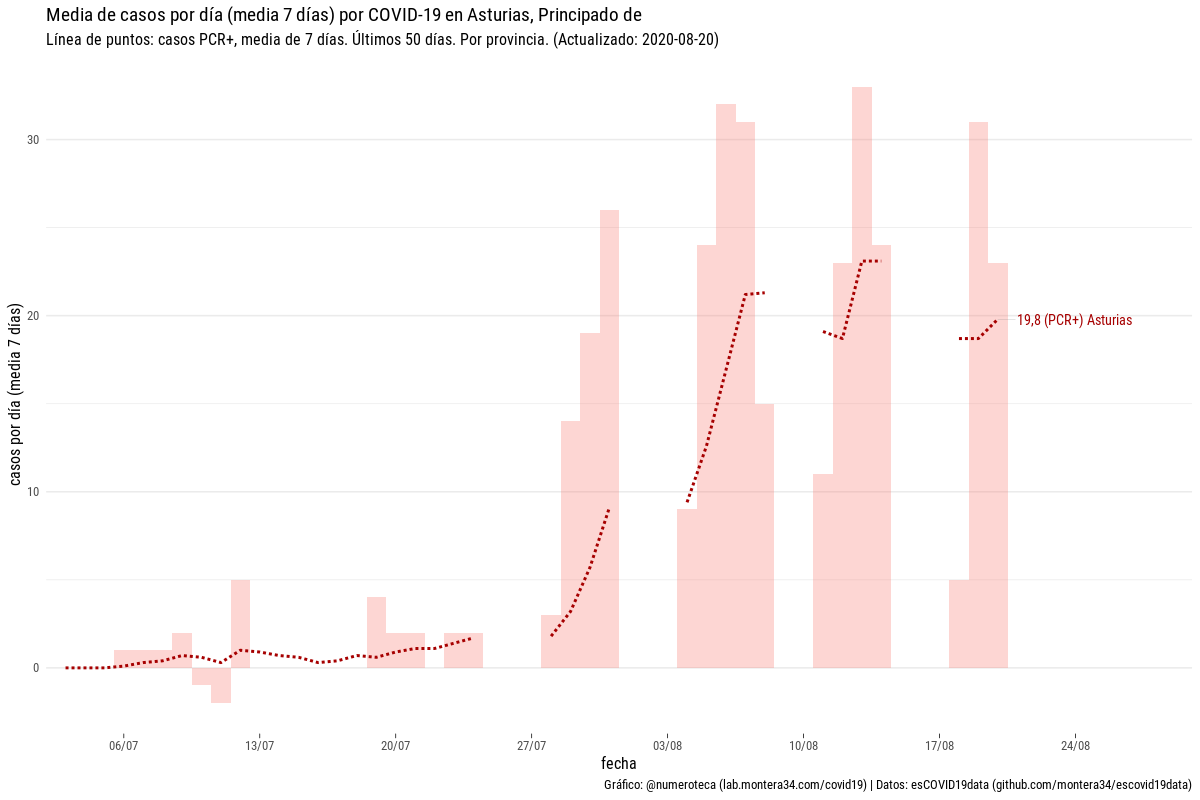 Media de casos por día (media 7 días) por COVID-19 en Asturias, Principado de
Línea de puntos: casos PCR+, media de 7 días. Últimos 50 días. Por provincia. (Actualizado: 2020-08-20)
casos por día (media 7 días)
30
20
10
0
19,8 (PCR+) Asturias
06/07
13/07
20/07
27/07
03/08
10/08
17/08
24/08
fecha
Gráfico: @numeroteca (lab.montera34.com/covid19) | Datos: esCOVID19data (github.com/montera34/escovid19data)